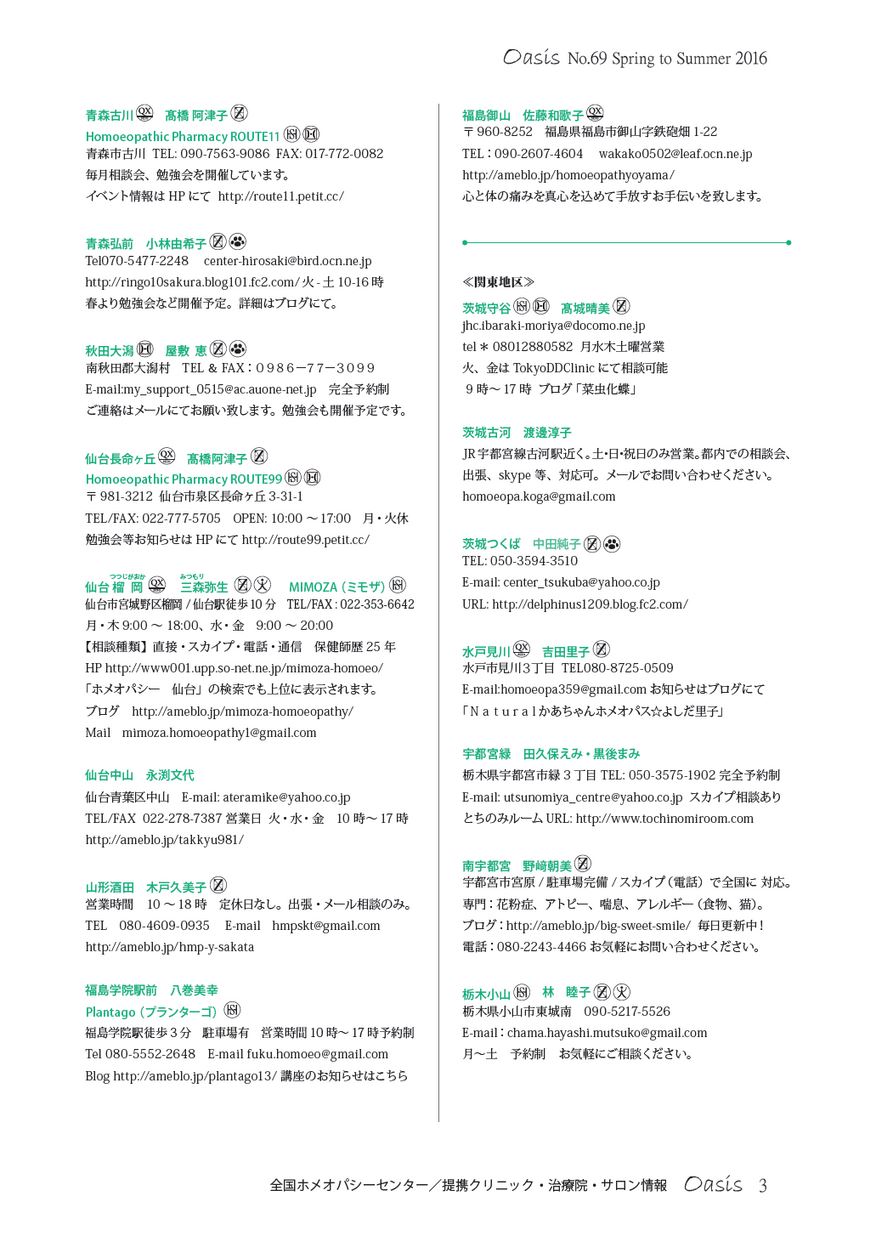 Oasis No.69 Spring to Summer 2016
青森古川 QX 髙橋 阿津子
Homoeopathic Pharmacy ROUTE11
青森市古川 TEL: 090-7563-9086 FAX: 017-772-0082
毎月相談会、勉強会を開催しています。
イベント情報は HP にて http://route11.petit.cc/
青森弘前 小林由希子
Tel070-5477-2248 center-hirosaki@bird.ocn.ne.jp
http://ringo10sakura.blog101.fc2.com/ 火 - 土 10-16 時
春より勉強会など開催予定。詳細はブログにて。
秋田大潟 屋敷 恵
南秋田郡大潟村 TEL & FAX：０９８６－７７－３０９９
E-mail:my_support_0515@ac.auone-net.jp 完全予約制
ご連絡はメールにてお願い致します。勉強会も開催予定です。
仙台長命ヶ丘 QX 髙橋阿津子
Homoeopathic Pharmacy ROUTE99
〒 981-3212 仙台市泉区長命ヶ丘 3-31-1
TEL/FAX: 022-777-5705 OPEN: 10:00 ～ 17:00 月・火休
勉強会等お知らせは HP にて http://route99.petit.cc/
つつじがおか みつもり
仙台 榴 岡 QX 三森弥生 MIMOZA（ミモザ）
仙台市宮城野区榴岡 / 仙台駅徒歩 10 分 TEL/FAX : 022-353-6642
月・木 9:00 ～ 18:00、水・金 9:00 ～ 20:00
【相談種類】直接・スカイプ・電話・通信 保健師歴 25 年
HP http://www001.upp.so-net.ne.jp/mimoza-homoeo/
「ホメオパシー 仙台」の検索でも上位に表示されます。
ブログ http://ameblo.jp/mimoza-homoeopathy/
Mail mimoza.homoeopathy1@gmail.com
仙台中山 永渕文代
仙台青葉区中山 E-mail: ateramike@yahoo.co.jp
TEL/FAX 022-278-7387 営業日 火・水・金 10 時～ 17 時
http://ameblo.jp/takkyu981/
山形酒田 木戸久美子
営業時間 10 ～ 18 時 定休日なし。出張・メール相談のみ。
TEL 080-4609-0935 E-mail hmpskt@gmail.com
http://ameblo.jp/hmp-y-sakata
福島学院駅前 八巻美幸
Plantago（プランターゴ）
福島学院駅徒歩 3 分 駐車場有 営業時間 10 時～ 17 時予約制
Tel 080-5552-2648 E-mail fuku.homoeo@gmail.com
Blog http://ameblo.jp/plantago13/ 講座のお知らせはこちら
福島御山 佐藤和歌子 QX
〒 960-8252 福島県福島市御山字鉄砲畑 1-22
TEL：090-2607-4604 wakako0502@leaf.ocn.ne.jp
http://ameblo.jp/homoeopathyoyama/
心と体の痛みを真心を込めて手放すお手伝いを致します。
≪関東地区≫
茨城守谷 髙城晴美
jhc.ibaraki-moriya@docomo.ne.jp
tel ＊ 08012880582 月水木土曜営業
火、金は TokyoDDClinic にて相談可能
9 時～ 17 時 ブログ「菜虫化蝶」
茨城古河 渡邊淳子
JR 宇都宮線古河駅近く。土・日・祝日のみ営業。都内での相談会、
出張、skype 等、対応可。メールでお問い合わせください。
homoeopa.koga@gmail.com
茨城つくば 中田純子
TEL: 050-3594-3510
E-mail: center_tsukuba@yahoo.co.jp
URL: http://delphinus1209.blog.fc2.com/
水戸見川 QX 吉田里子
水戸市見川３丁目 TEL080-8725-0509
E-mail:homoeopa359@gmail.com お知らせはブログにて
「Ｎａｔｕｒａｌかあちゃんホメオパス☆よしだ里子」
宇都宮緑 田久保えみ・黒後まみ
栃木県宇都宮市緑 3 丁目 TEL: 050-3575-1902 完全予約制
E-mail: utsunomiya_centre@yahoo.co.jp スカイプ相談あり
とちのみルーム URL: http://www.tochinomiroom.com
南宇都宮 野﨑朝美
宇都宮市宮原 / 駐車場完備 / スカイプ（電話）で全国に 対応。
専門：花粉症、アトピー、喘息、アレルギー（食物、猫）。
ブログ：http://ameblo.jp/big-sweet-smile/ 毎日更新中！
電話：080-2243-4466 お気軽にお問い合わせください。
栃木小山 林 睦子
栃木県小山市東城南 090-5217-5526
E-mail：chama.hayashi.mutsuko@gmail.com
月～土 予約制 お気軽にご相談ください。
全国ホメオパシーセンター／提携クリニック・治療院・サロン情報 Oasis 3